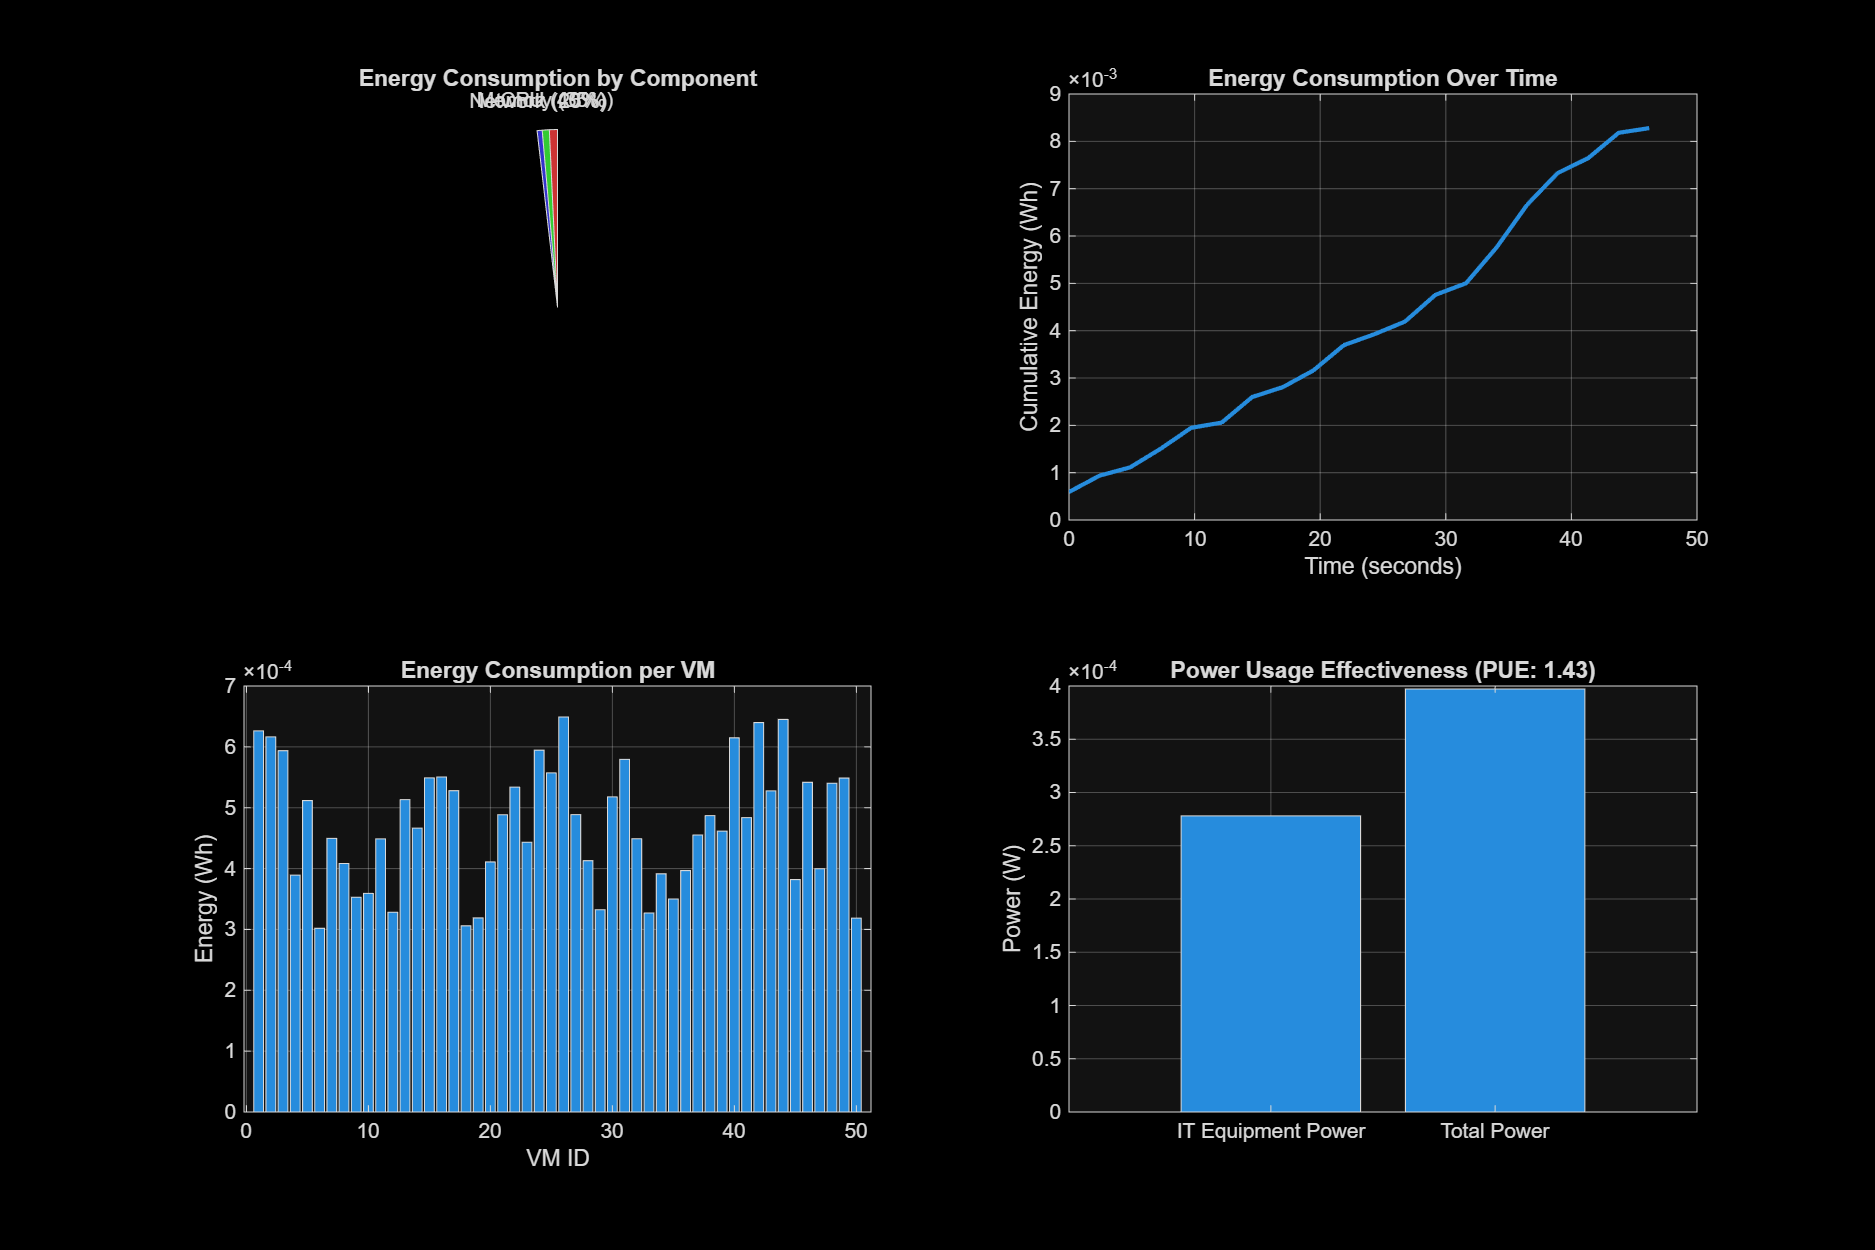 Energy Consumption by Component
×10-3
Energy Consumption Over Time
9
8
7
6
5
4
3
2
1
0
Cumulative Energy (Wh)
0 10 20 30 40 50
Time (seconds)
×10-4
Energy Consumption per VM
7
6
5
4
3
2
1
0
Energy (Wh)
0 10 20 30 40 50
VM ID
×10-4
Power Usage Effectiveness (PUE: 1.43)
4
3.5
3
2.5
2
1.5
1
0.5
0
Power (W)
IT Equipment Power Total Power